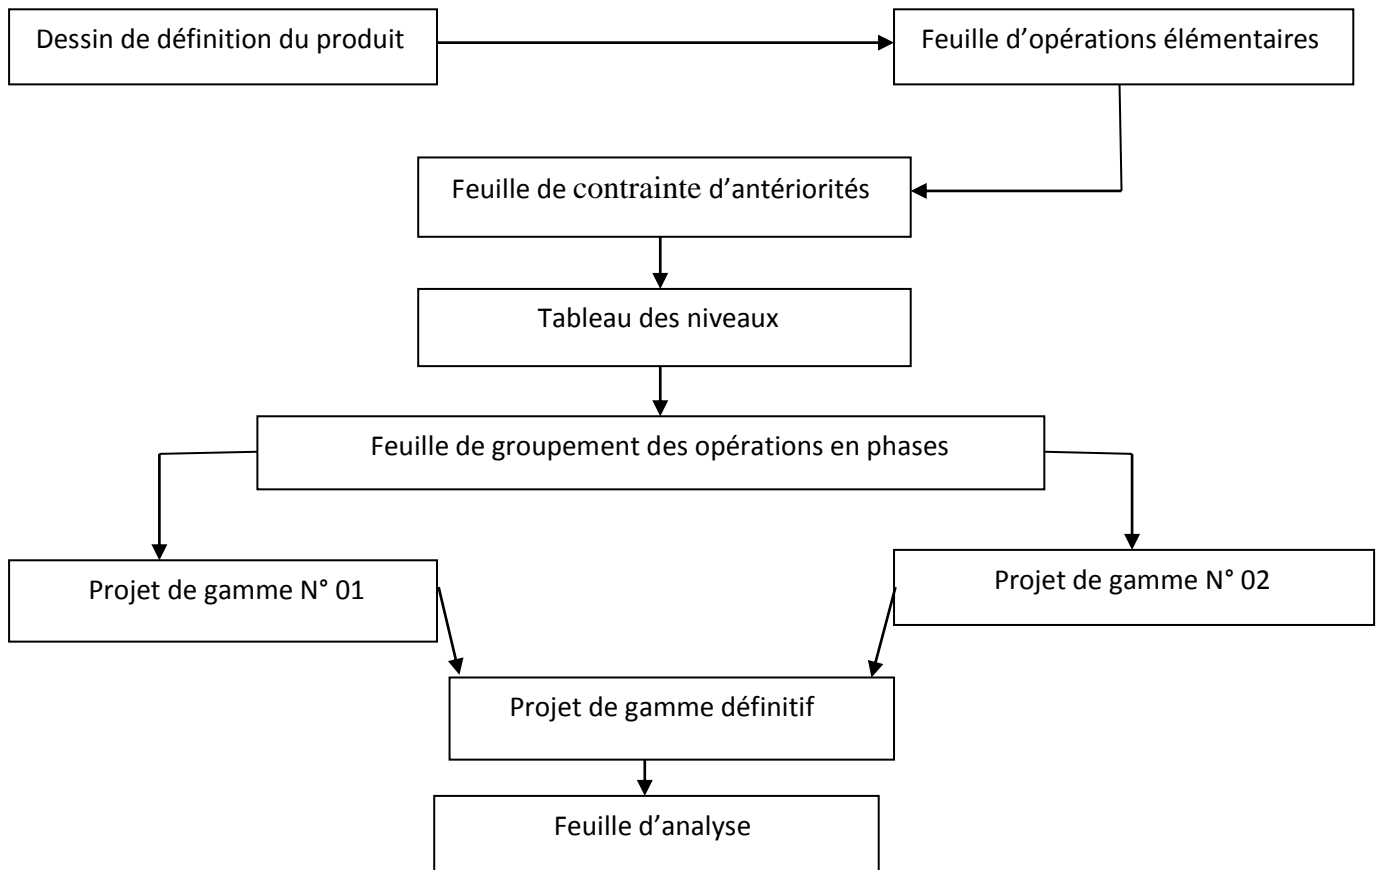 Dessin de définition du produit
Feuille d’opérations élémentaires
Feuille de contrainte d’antériorités
Tableau des niveaux
Feuille de groupement des opérations en phases
Projet de gamme N° 01
Projet de gamme N° 02
Projet de gamme définitif
Feuille d’analyse